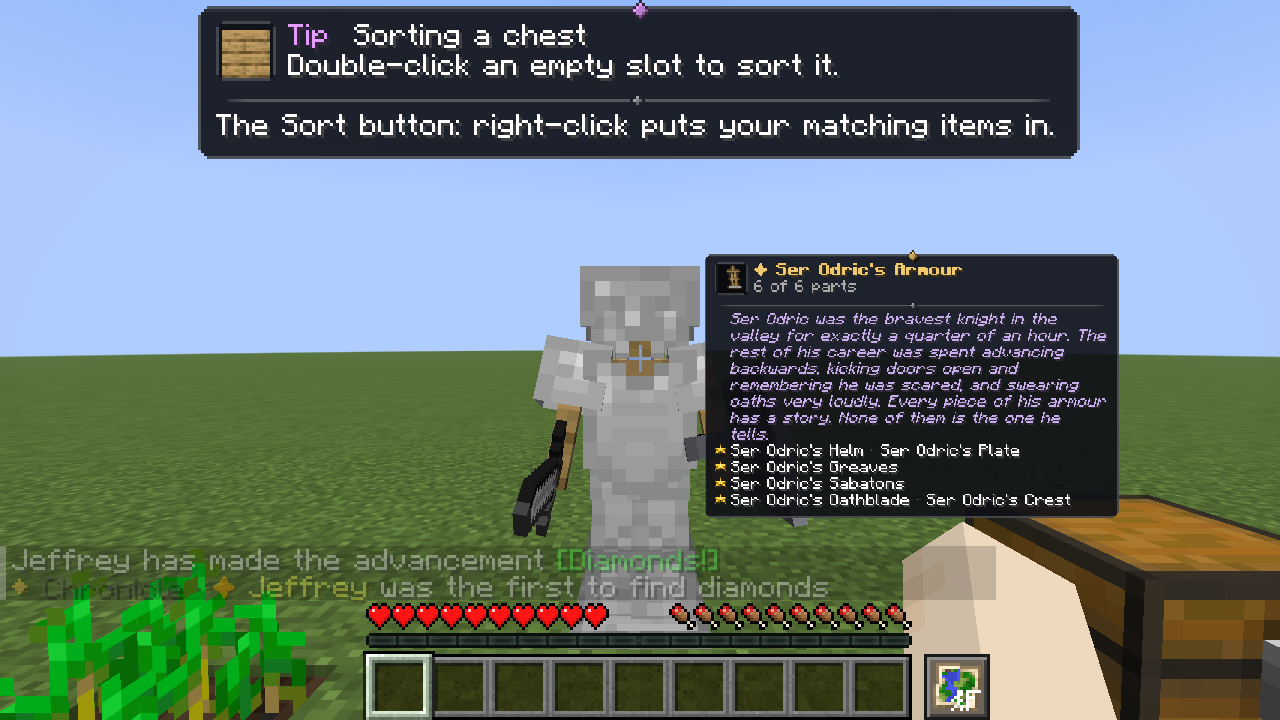 Tip Sorting a chest
Double-click an empty slot to sort it.
The Sort button: right-click puts your matching items in.
Ser Odric's Armour
6 of 6 parts
Ser Odric was the bravest knight in the
valley for exactly a quarter of an hour. The
rest of his career was spent advancing
backwards, kicking doors open and
remembering he was scared, and swearing
oaths very loudly. Every piece of his armour
has a story. None of them is the one he
tells.
Ser Odric's Helm · Ser Odric's Plate
Ser Odric's Greaves
Ser Odric's Sabatons
Ser Odric's Oathblade · Ser Odric's Crest
Jeffrey has made the advancement [Diamonds!]
Chronicle Jeffrey was the first to find diamonds